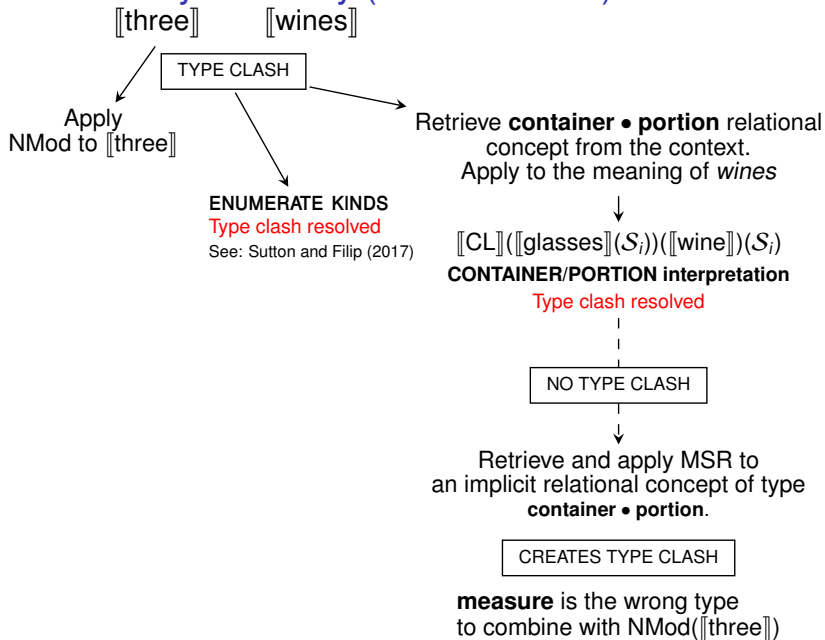 ⟦three⟧ ⟦wines⟧
TYPE CLASH
Apply
NMod to ⟦three⟧
ENUMERATE KINDS
Type clash resolved
See: Sutton and Filip (2017)
Retrieve container • portion relational
concept from the context.
Apply to the meaning of wines
⟦CL⟧(⟦glasses⟧(𝒮ᵢ))(⟦wine⟧)(𝒮ᵢ)
CONTAINER/PORTION interpretation
Type clash resolved
NO TYPE CLASH
Retrieve and apply MSR to
an implicit relational concept of type
container • portion.
CREATES TYPE CLASH
measure is the wrong type
to combine with NMod(⟦three⟧)